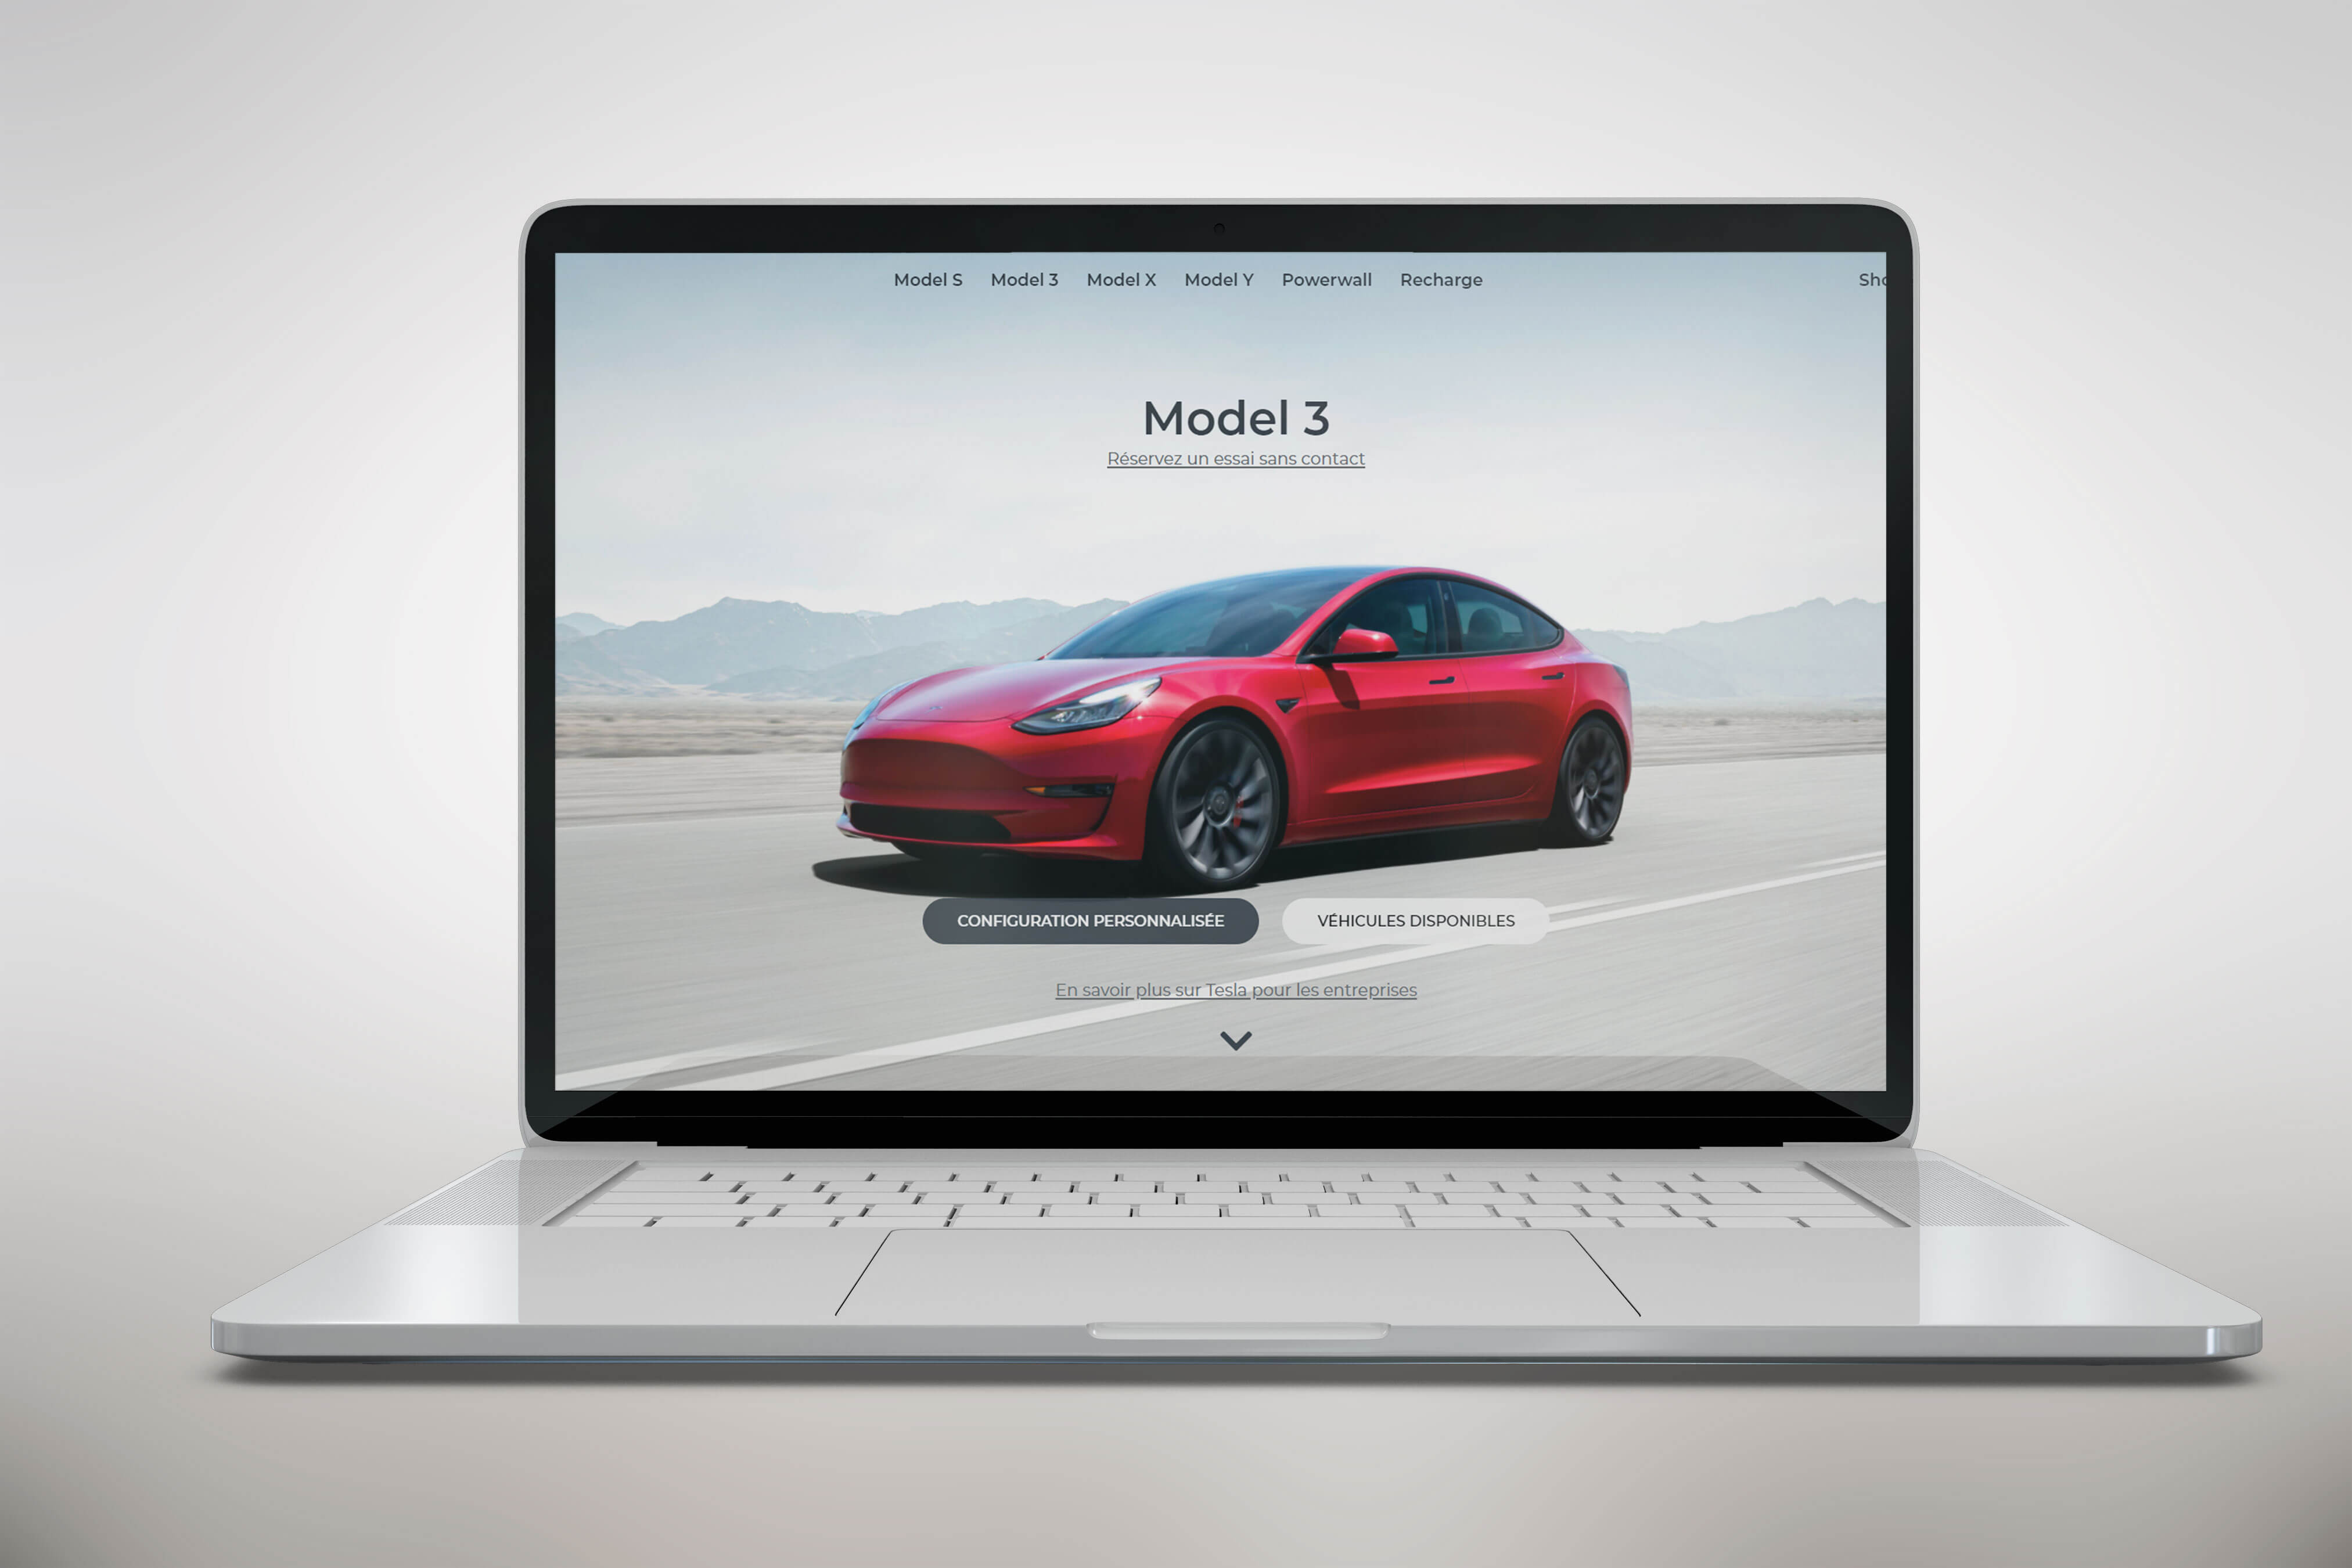 Model S Model 3 Model X Model Y Powerwall Recharge
Model 3
Réservez un essai sans contact
CONFIGURATION PERSONNALISÉE VÉHICULES DISPONIBLES
En savoir plus sur Tesla pour les entreprises